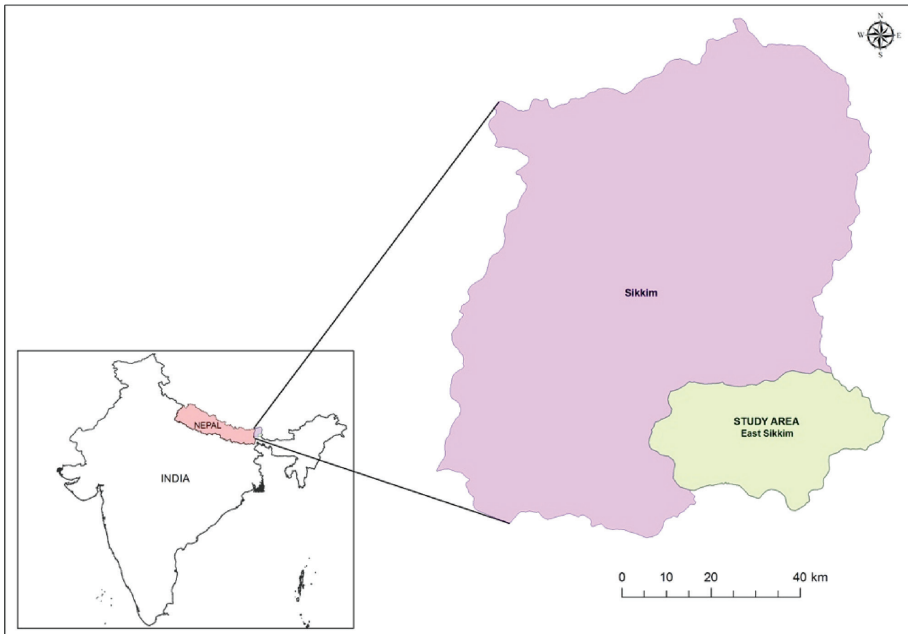 N
W E
S
Sikkim
STUDY AREA
East Sikkim
NEPAL
INDIA
0 10 20 40 km